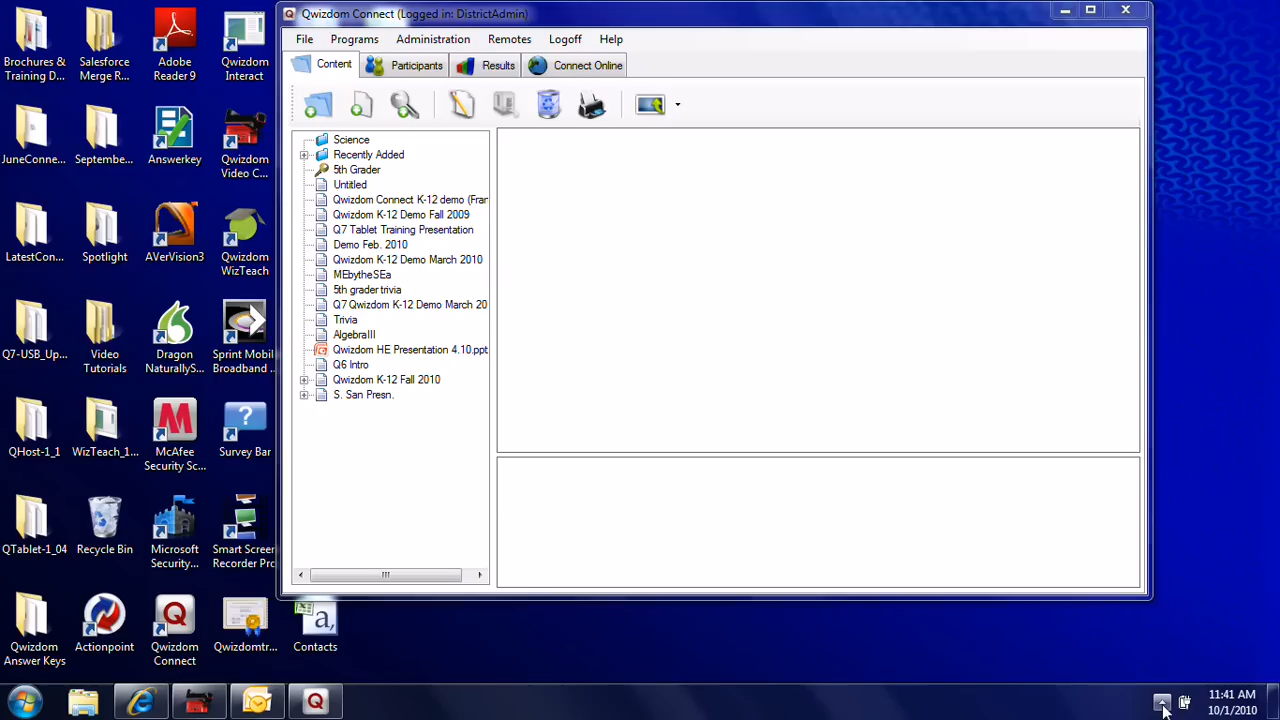 Qwizdom Connect (Logged in: DistrictAdmin)
File Programs Administration Remotes Logoff Help
Content Participants Results Connect Online
Science
Recently Added
5th Grader
Untitled
Qwizdom Connect K-12 demo (Fran
Qwizdom K-12 Demo Fall 2009
Q7 Tablet Training Presentation
Demo Feb. 2010
Qwizdom K-12 Demo March 2010
MEbytheSEa
5th grader trivia
Q7 Qwizdom K-12 Demo March 20
Trivia
AlgebraIII
Qwizdom HE Presentation 4.10.ppt
Q6 Intro
Qwizdom K-12 Fall 2010
S. San Presn.
Brochures & Training D...
Salesforce Merge R...
Adobe Reader 9
Qwizdom Interact
JuneConne...
Septembe...
Answerkey
Qwizdom Video C...
LatestCon...
Spotlight
AVerVision3
Qwizdom WizTeach
Q7-USB_Up...
Video Tutorials
Dragon NaturallyS...
Sprint Mobil Broadband ...
QHost-1_1
WizTeach_1...
McAfee Security Sc...
Survey Bar
QTablet-1_04
Recycle Bin
Microsoft Security...
Smart Screen Recorder Pro
Qwizdom Answer Keys
Actionpoint
Qwizdom Connect
Qwizdomtr...
Contacts
11:41 AM
10/1/2010